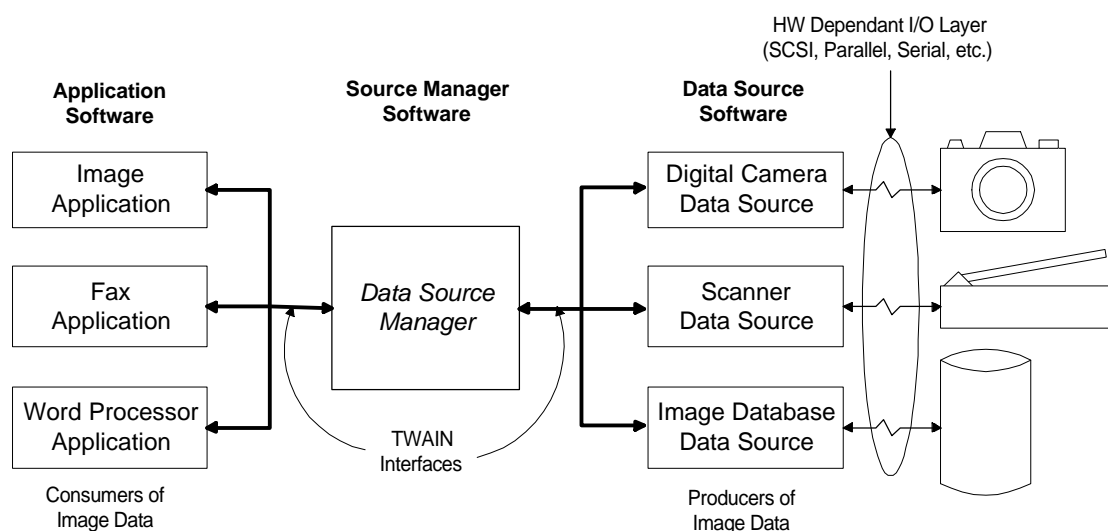 HW Dependant I/O Layer
(SCSI, Parallel, Serial, etc.)
Application
Software
Source Manager
Software
Data Source
Software
Image
Application
Fax
Application
Word Processor
Application
Data Source
Manager
Digital Camera
Data Source
Scanner
Data Source
Image Database
Data Source
TWAIN
Interfaces
Consumers of
Image Data
Producers of
Image Data